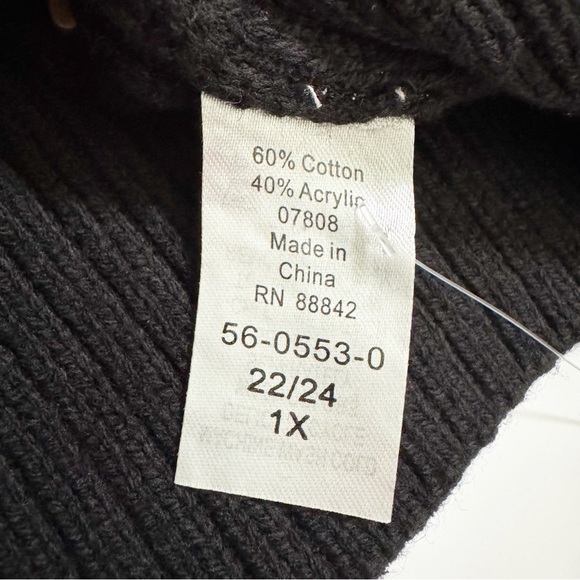 60% Cotton
40% Acrylic
07808
Made in
China
RN 88842
56-0553-0
22/24
1X